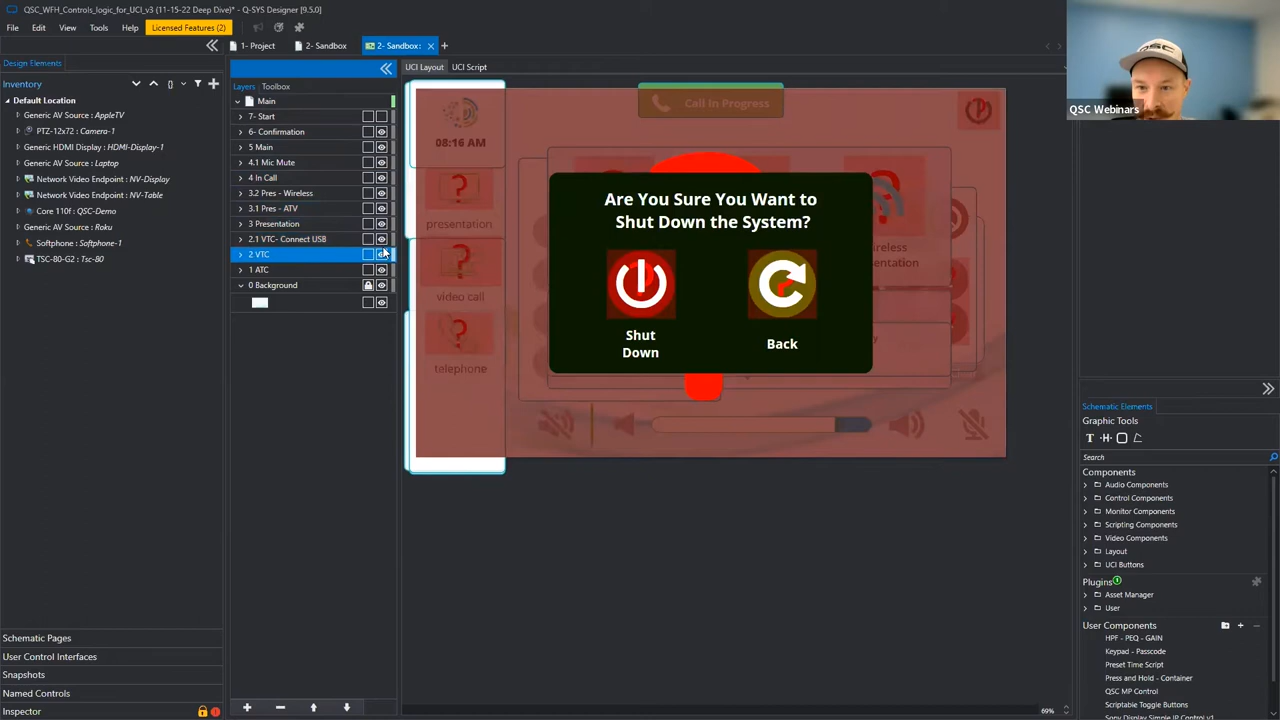 QSC_WFH_Controls_logic_for_UCI_v3 (11-15-22 Deep Dive)* - Q-SYS Designer [9.5.0]
File Edit View Tools Help Licensed Features (2)
1- Project
2- Sandbox
2- Sandbox:
Design Elements
Inventory
Default Location
Generic AV Source : AppleTV
PTZ-12x72 : Camera-1
Generic HDMI Display : HDMI-Display-1
Generic AV Source : Laptop
Network Video Endpoint : NV-Display
Network Video Endpoint : NV-Table
Core 110f : QSC-Demo
Generic AV Source : Roku
Softphone : Softphone-1
TSC-80-G2 : Tsc-80
Schematic Pages
User Control Interfaces
Snapshots
Named Controls
Inspector
Layers Toolbox
Main
7- Start
6- Confirmation
5 Main
4.1 Mic Mute
4 In Call
3.2 Pres - Wireless
3.1 Pres - ATV
3 Presentation
2.1 VTC- Connect USB
2 VTC
1 ATC
0 Background
UCI Layout UCI Script
08:16 AM
presentation
video call
telephone
Call In Progress
Are You Sure You Want to
Shut Down the System?
Shut
Down
Back
69%
QSC
QSC Webinars
Schematic Elements
Graphic Tools
T
Search
Components
Audio Components
Control Components
Monitor Components
Scripting Components
Video Components
Layout
UCI Buttons
Plugins
Asset Manager
User
User Components
HPF - PEQ - GAIN
Keypad - Passcode
Preset Time Script
Press and Hold - Container
QSC MP Control
Scriptable Toggle Buttons
Sony Display Simple IP Control v1